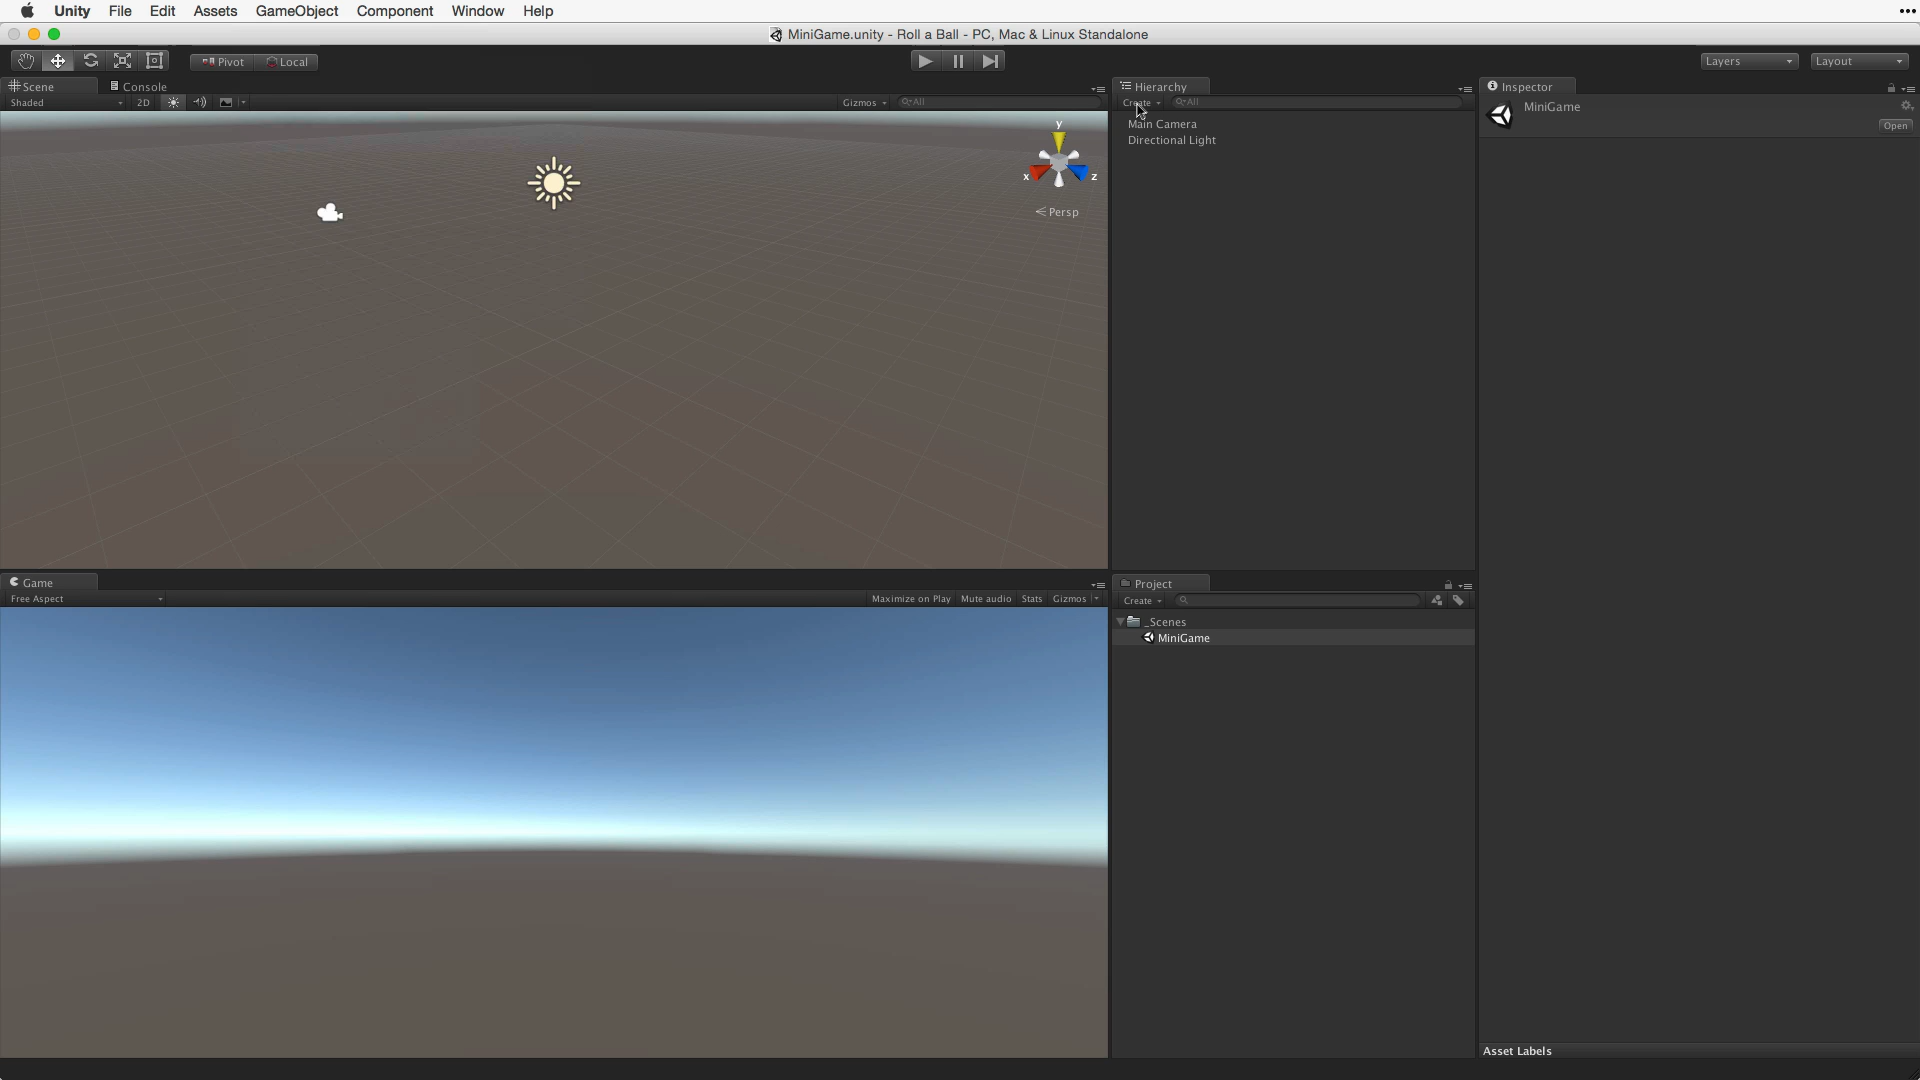 Unity File Edit Assets GameObject Component Window Help
MiniGame.unity - Roll a Ball - PC, Mac & Linux Standalone
Pivot Local Layers Layout
Scene Console Hierarchy Inspector
Shaded 2D Gizmos All Create All MiniGame
Open
Main Camera
Directional Light
y
x z
Persp
Game Project
Free Aspect Maximize on Play Mute audio Stats Gizmos Create
_Scenes
MiniGame
Asset Labels